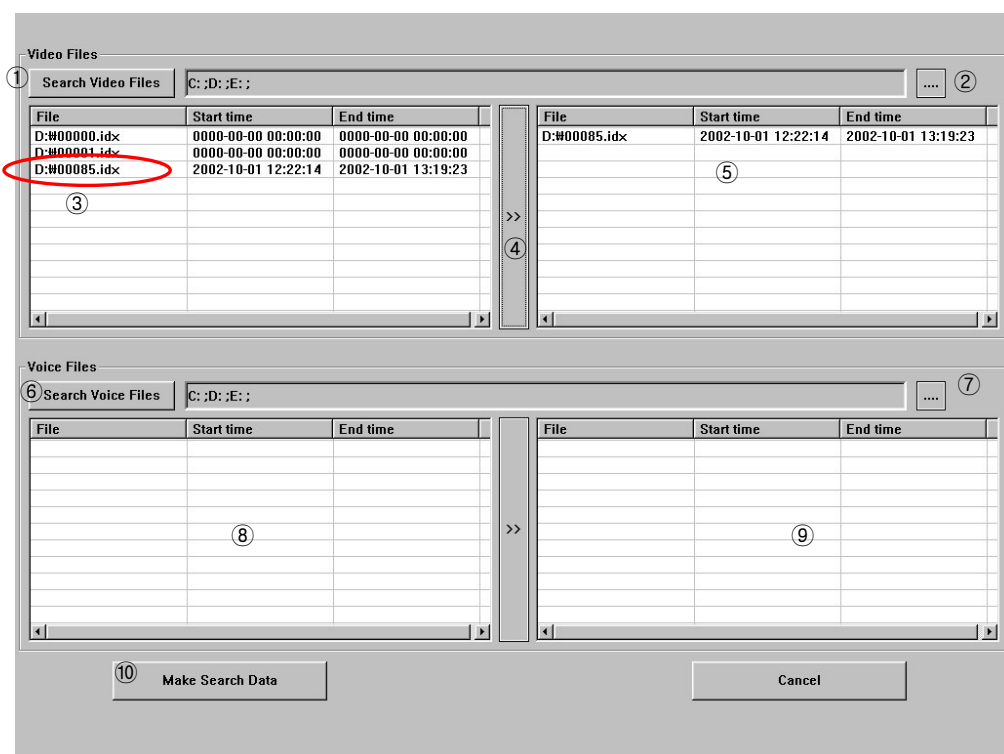 Video Files
① Search Video Files C: ;D: ;E: ; .... ②
File Start time End time File Start time End time
D:₩00000.idx 0000-00-00 00:00:00 0000-00-00 00:00:00 D:₩00085.idx 2002-10-01 12:22:14 2002-10-01 13:19:23
D:₩00001.idx 0000-00-00 00:00:00 0000-00-00 00:00:00
D:₩00085.idx 2002-10-01 12:22:14 2002-10-01 13:19:23
⑤
③
>>
④
Voice Files
⑥ Search Voice Files C: ;D: ;E: ; .... ⑦
File Start time End time File Start time End time
⑧ >> ⑨
⑩ Make Search Data Cancel